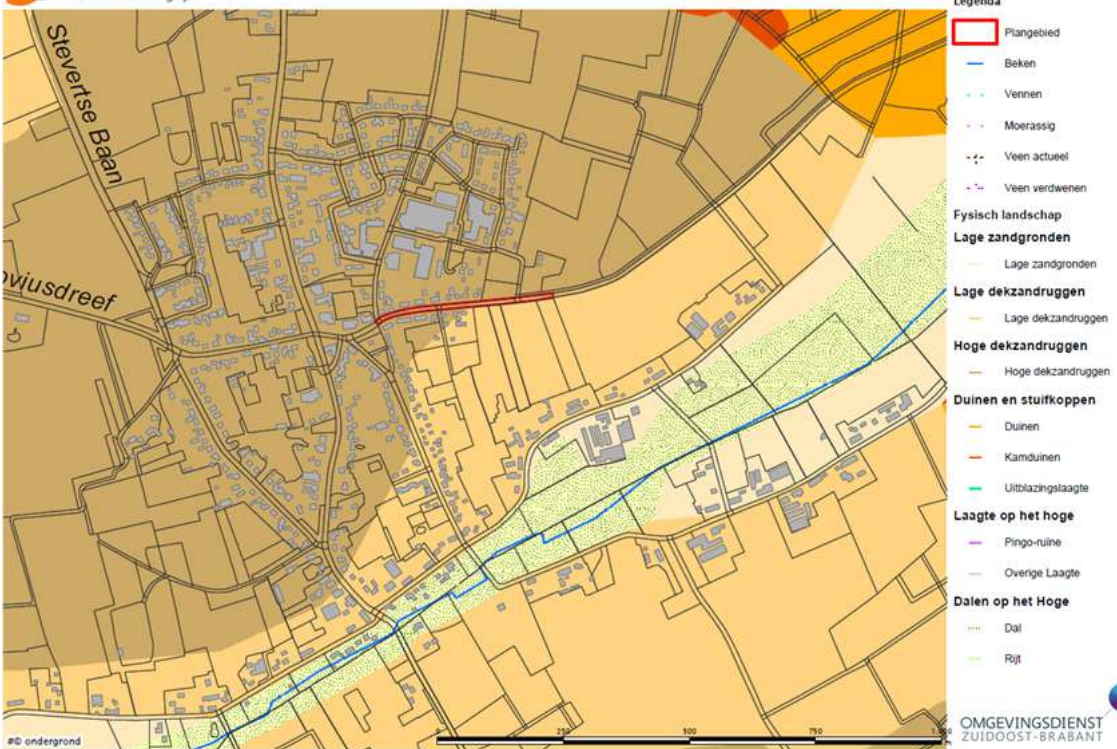 Legenda
Plangebied
Beken
Vennen
Moerassig
Veen actueel
Veen verdwenen
Fysisch landschap
Lage zandgronden
Lage zandgronden
Lage dekzandruggen
Lage dekzandruggen
Hoge dekzandruggen
Hoge dekzandruggen
Duinen en stuifkoppen
Duinen
Kamduinen
Uitblazingslaagte
Laagte op het hoge
Pingo-ruïne
Overige Laagte
Dalen op het Hoge
Dal
Rijt
OMGEVINGSDIENST
ZUIDOOST-BRABANT
Stevertse Baan
oviusdreef
250
500
750
#© ondergrond